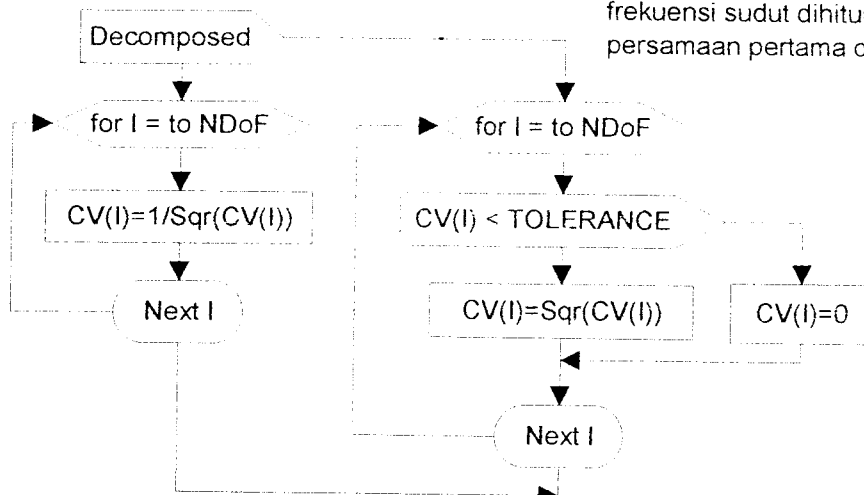 frekuensi sudut dihitu
persamaan pertama
Decomposed
for I = to NDoF
CV(I)=1/Sqr(CV(I))
Next I
for I = to NDoF
CV(I) < TOLERANCE
CV(I)=Sqr(CV(I))
CV(I)=0
Next I